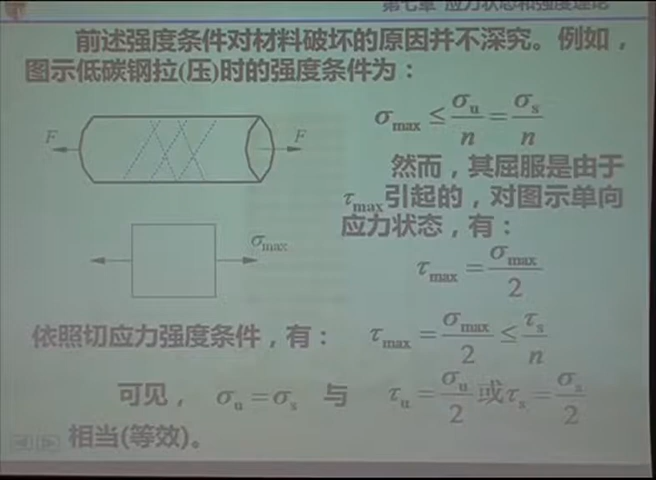 第七章 应力状态和强度理论
前述强度条件对材料破坏的原因并不深究。例如，
图示低碳钢拉(压)时的强度条件为：
σmax ≤ σu/n = σs/n
F F
然而，其屈服是由于
τmax引起的，对图示单向
应力状态，有：
σmax
τmax = σmax/2
依照切应力强度条件，有： τmax = σmax/2 ≤ τs/n
可见， σu = σs 与 τu = σu/2 或 τs = σs/2
相当(等效)。